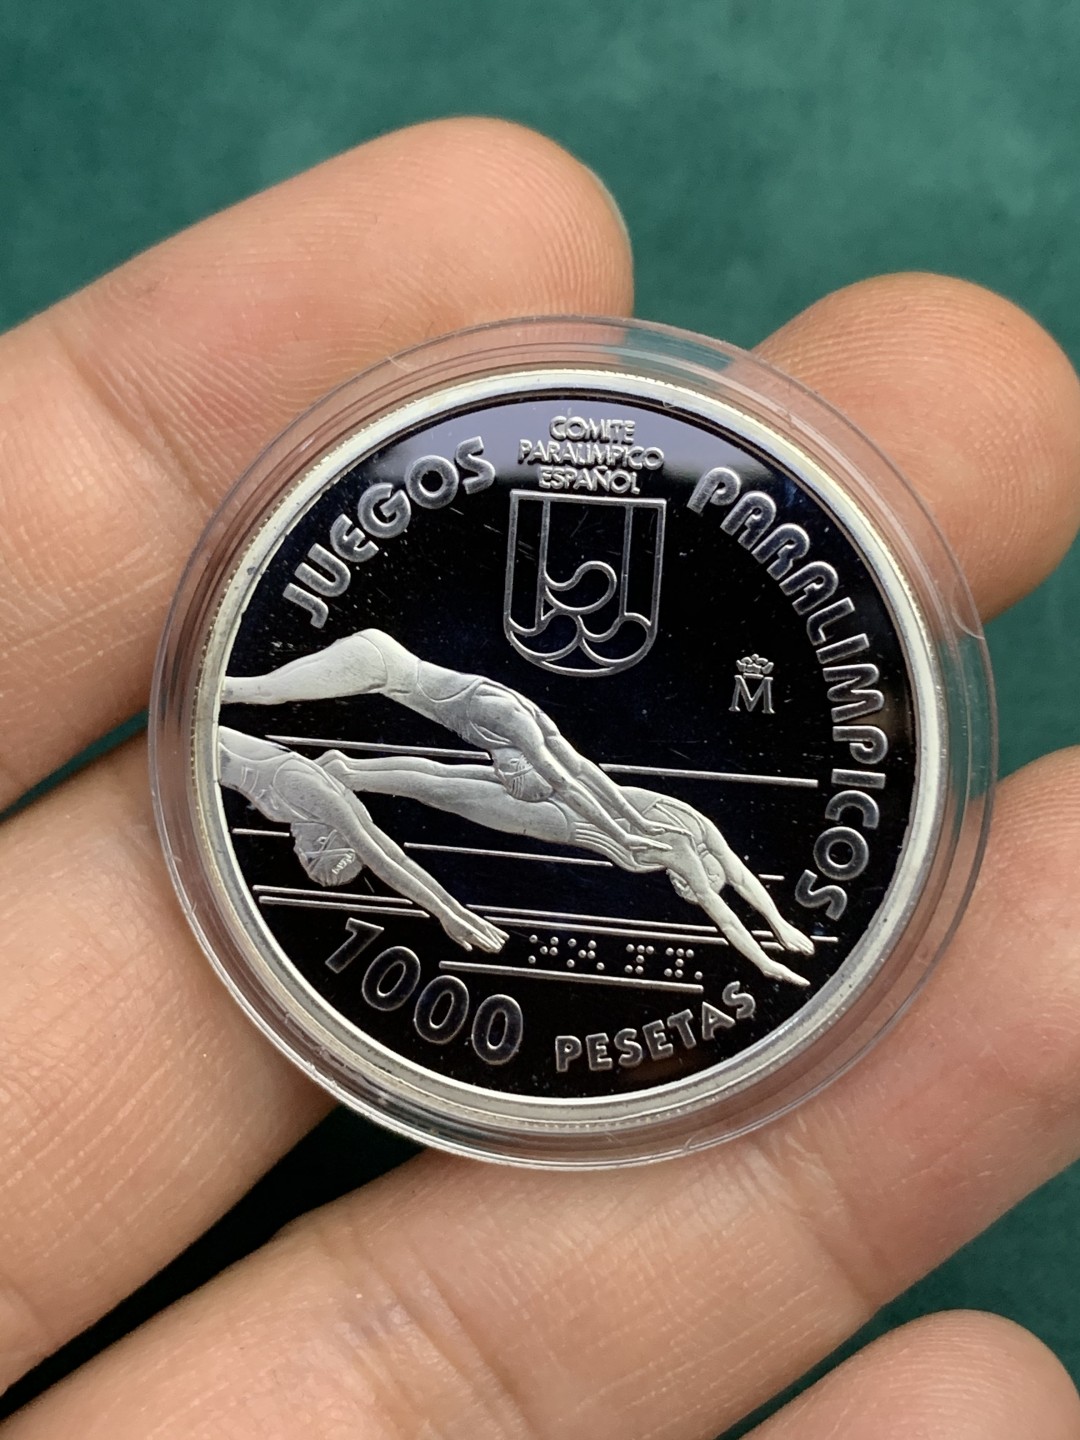 COMITE
PARALIMPICO
ESPAÑOL
JUEGOS PARALIMPICOS
M
1000 PESETAS